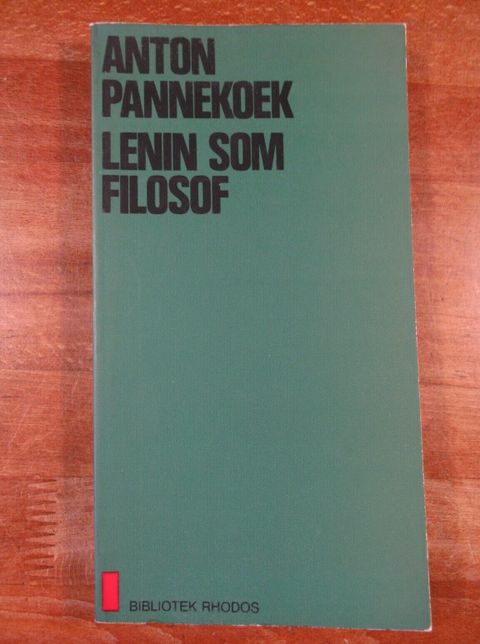 ANTON
PANNEKOEK
LENIN SOM
FILOSOF
BIBLIOTEK RHODOS